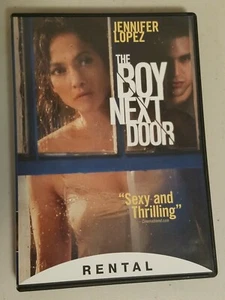 JENNIFER
LOPEZ
THE
BOY
NEXT
DOOR
"Sexy and
Thrilling"
RENTAL